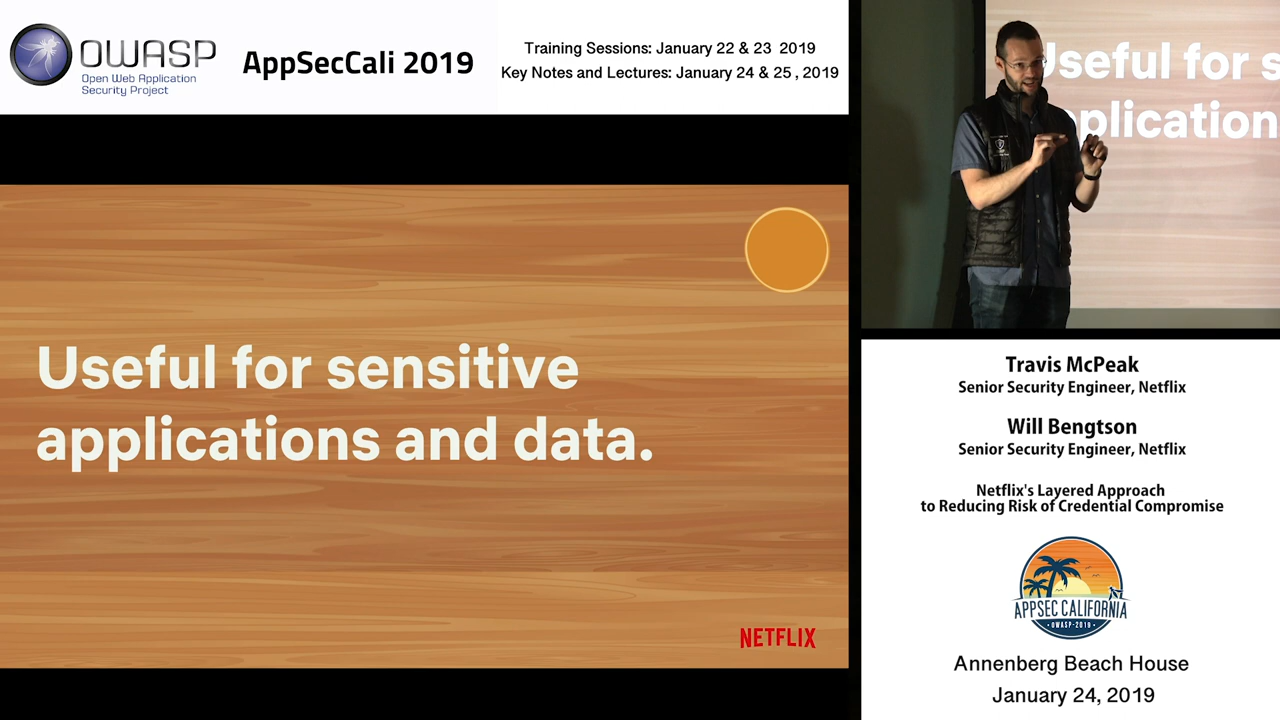 OWASP
Open Web Application
Security Project
AppSecCali 2019
Training Sessions: January 22 & 23 2019
Key Notes and Lectures: January 24 & 25 , 2019
Useful for sensitive
applications and data.
NETFLIX
Useful for s
plication
Travis McPeak
Senior Security Engineer, Netflix
Will Bengtson
Senior Security Engineer, Netflix
Netflix's Layered Approach
to Reducing Risk of Credential Compromise
APPSEC CALIFORNIA
OWASP-2019
Annenberg Beach House
January 24, 2019